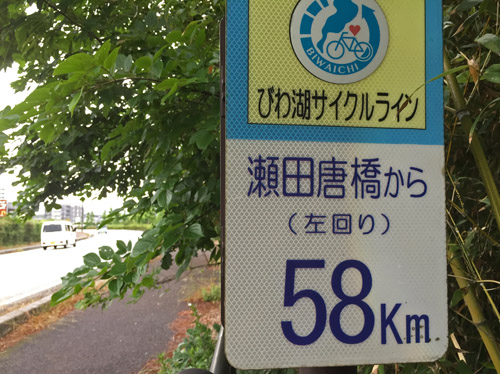 BIWAICHI
びわ湖サイクルライン
瀬田唐橋から
(左回り)
58Km